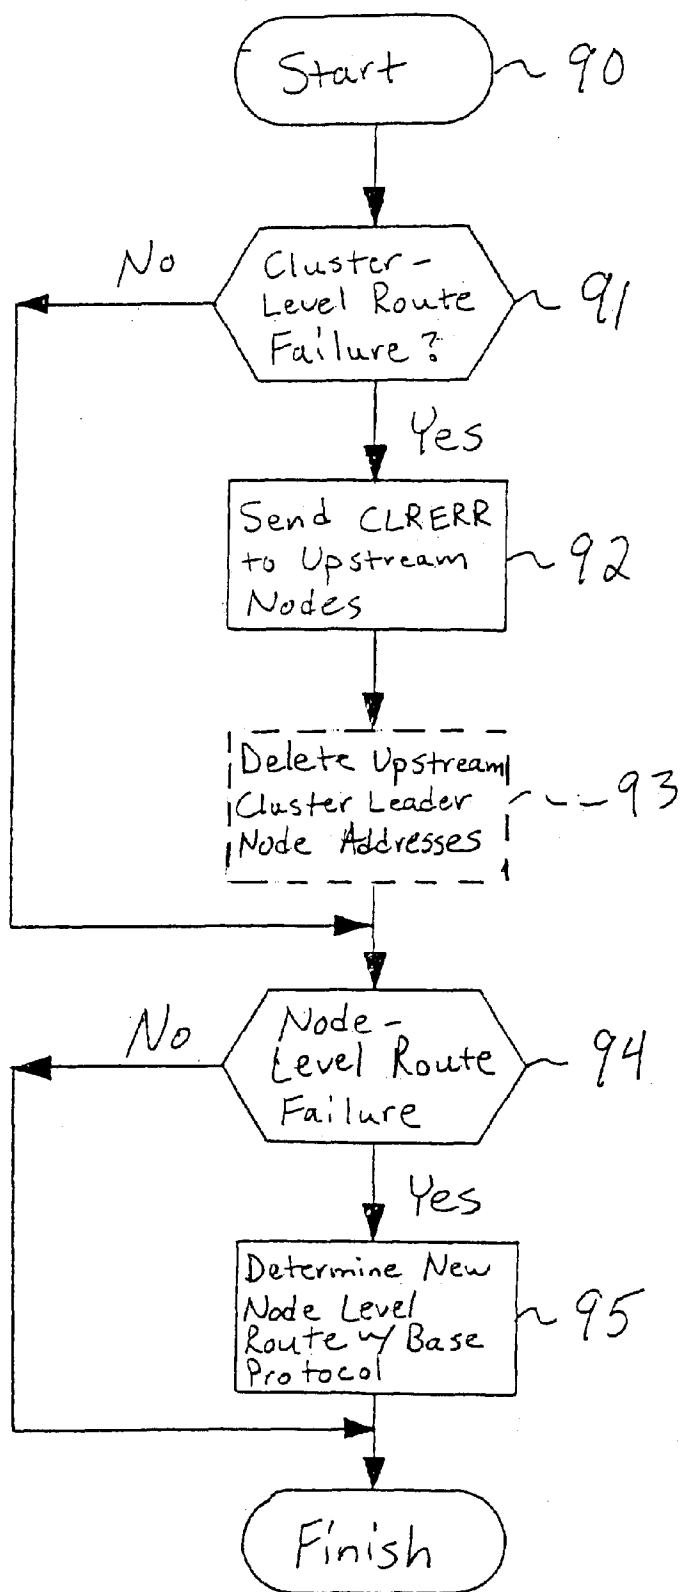 Start
90
Cluster-
Level Route
Failure?
91
No
Yes
Send CLRERR
to Upstream
Nodes
92
Delete Upstream
Cluster Leader
Node Addresses
93
Node-
Level Route
Failure
94
No
Yes
Determine New
Node Level
Route w/ Base
Protocol
95
Finish